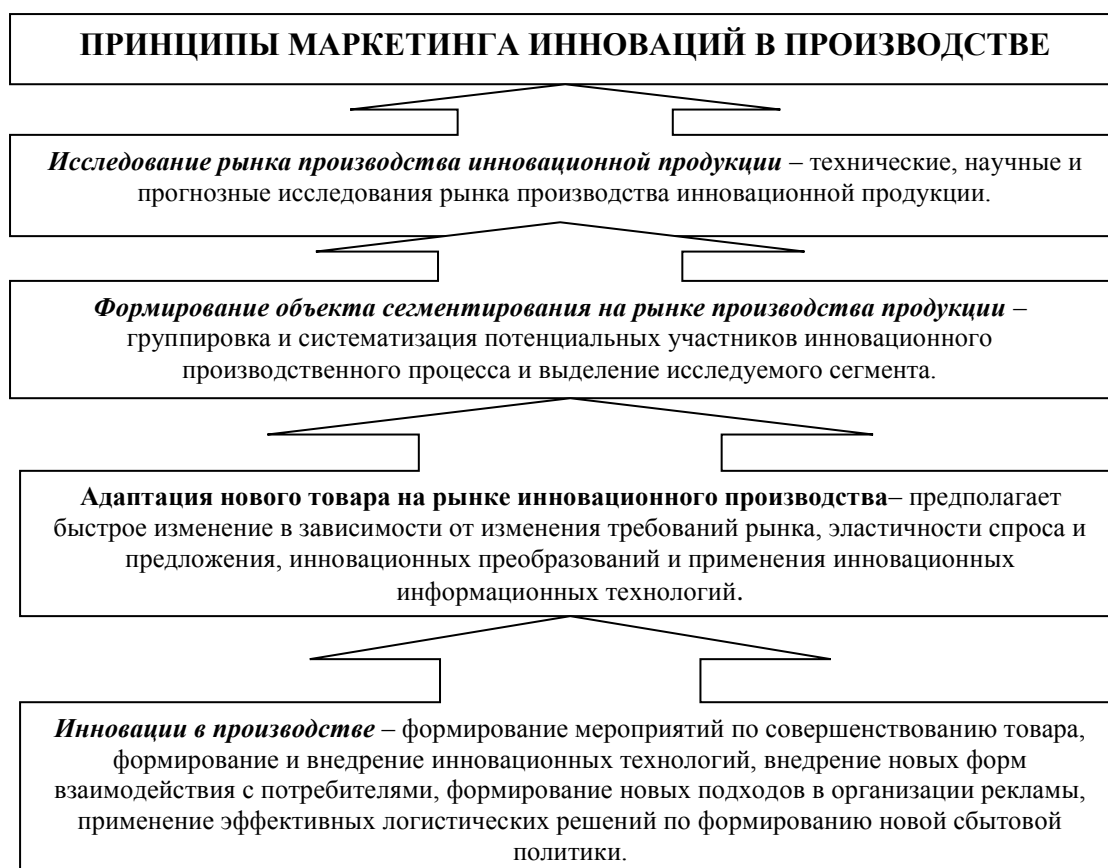 ПРИНЦИПЫ МАРКЕТИНГА ИННОВАЦИЙ В ПРОИЗВОДСТВЕ
Исследование рынка производства инновационной продукции – технические, научные и
прогнозные исследования рынка производства инновационной продукции.
Формирование объекта сегментирования на рынке производства продукции –
группировка и систематизация потенциальных участников инновационного
производственного процесса и выделение исследуемого сегмента.
Адаптация нового товара на рынке инновационного производства– предполагает
быстрое изменение в зависимости от изменения требований рынка, эластичности спроса и
предложения, инновационных преобразований и применения инновационных
информационных технологий.
Инновации в производстве – формирование мероприятий по совершенствованию товара,
формирование и внедрение инновационных технологий, внедрение новых форм
взаимодействия с потребителями, формирование новых подходов в организации рекламы,
применение эффективных логистических решений по формированию новой сбытовой
политики.